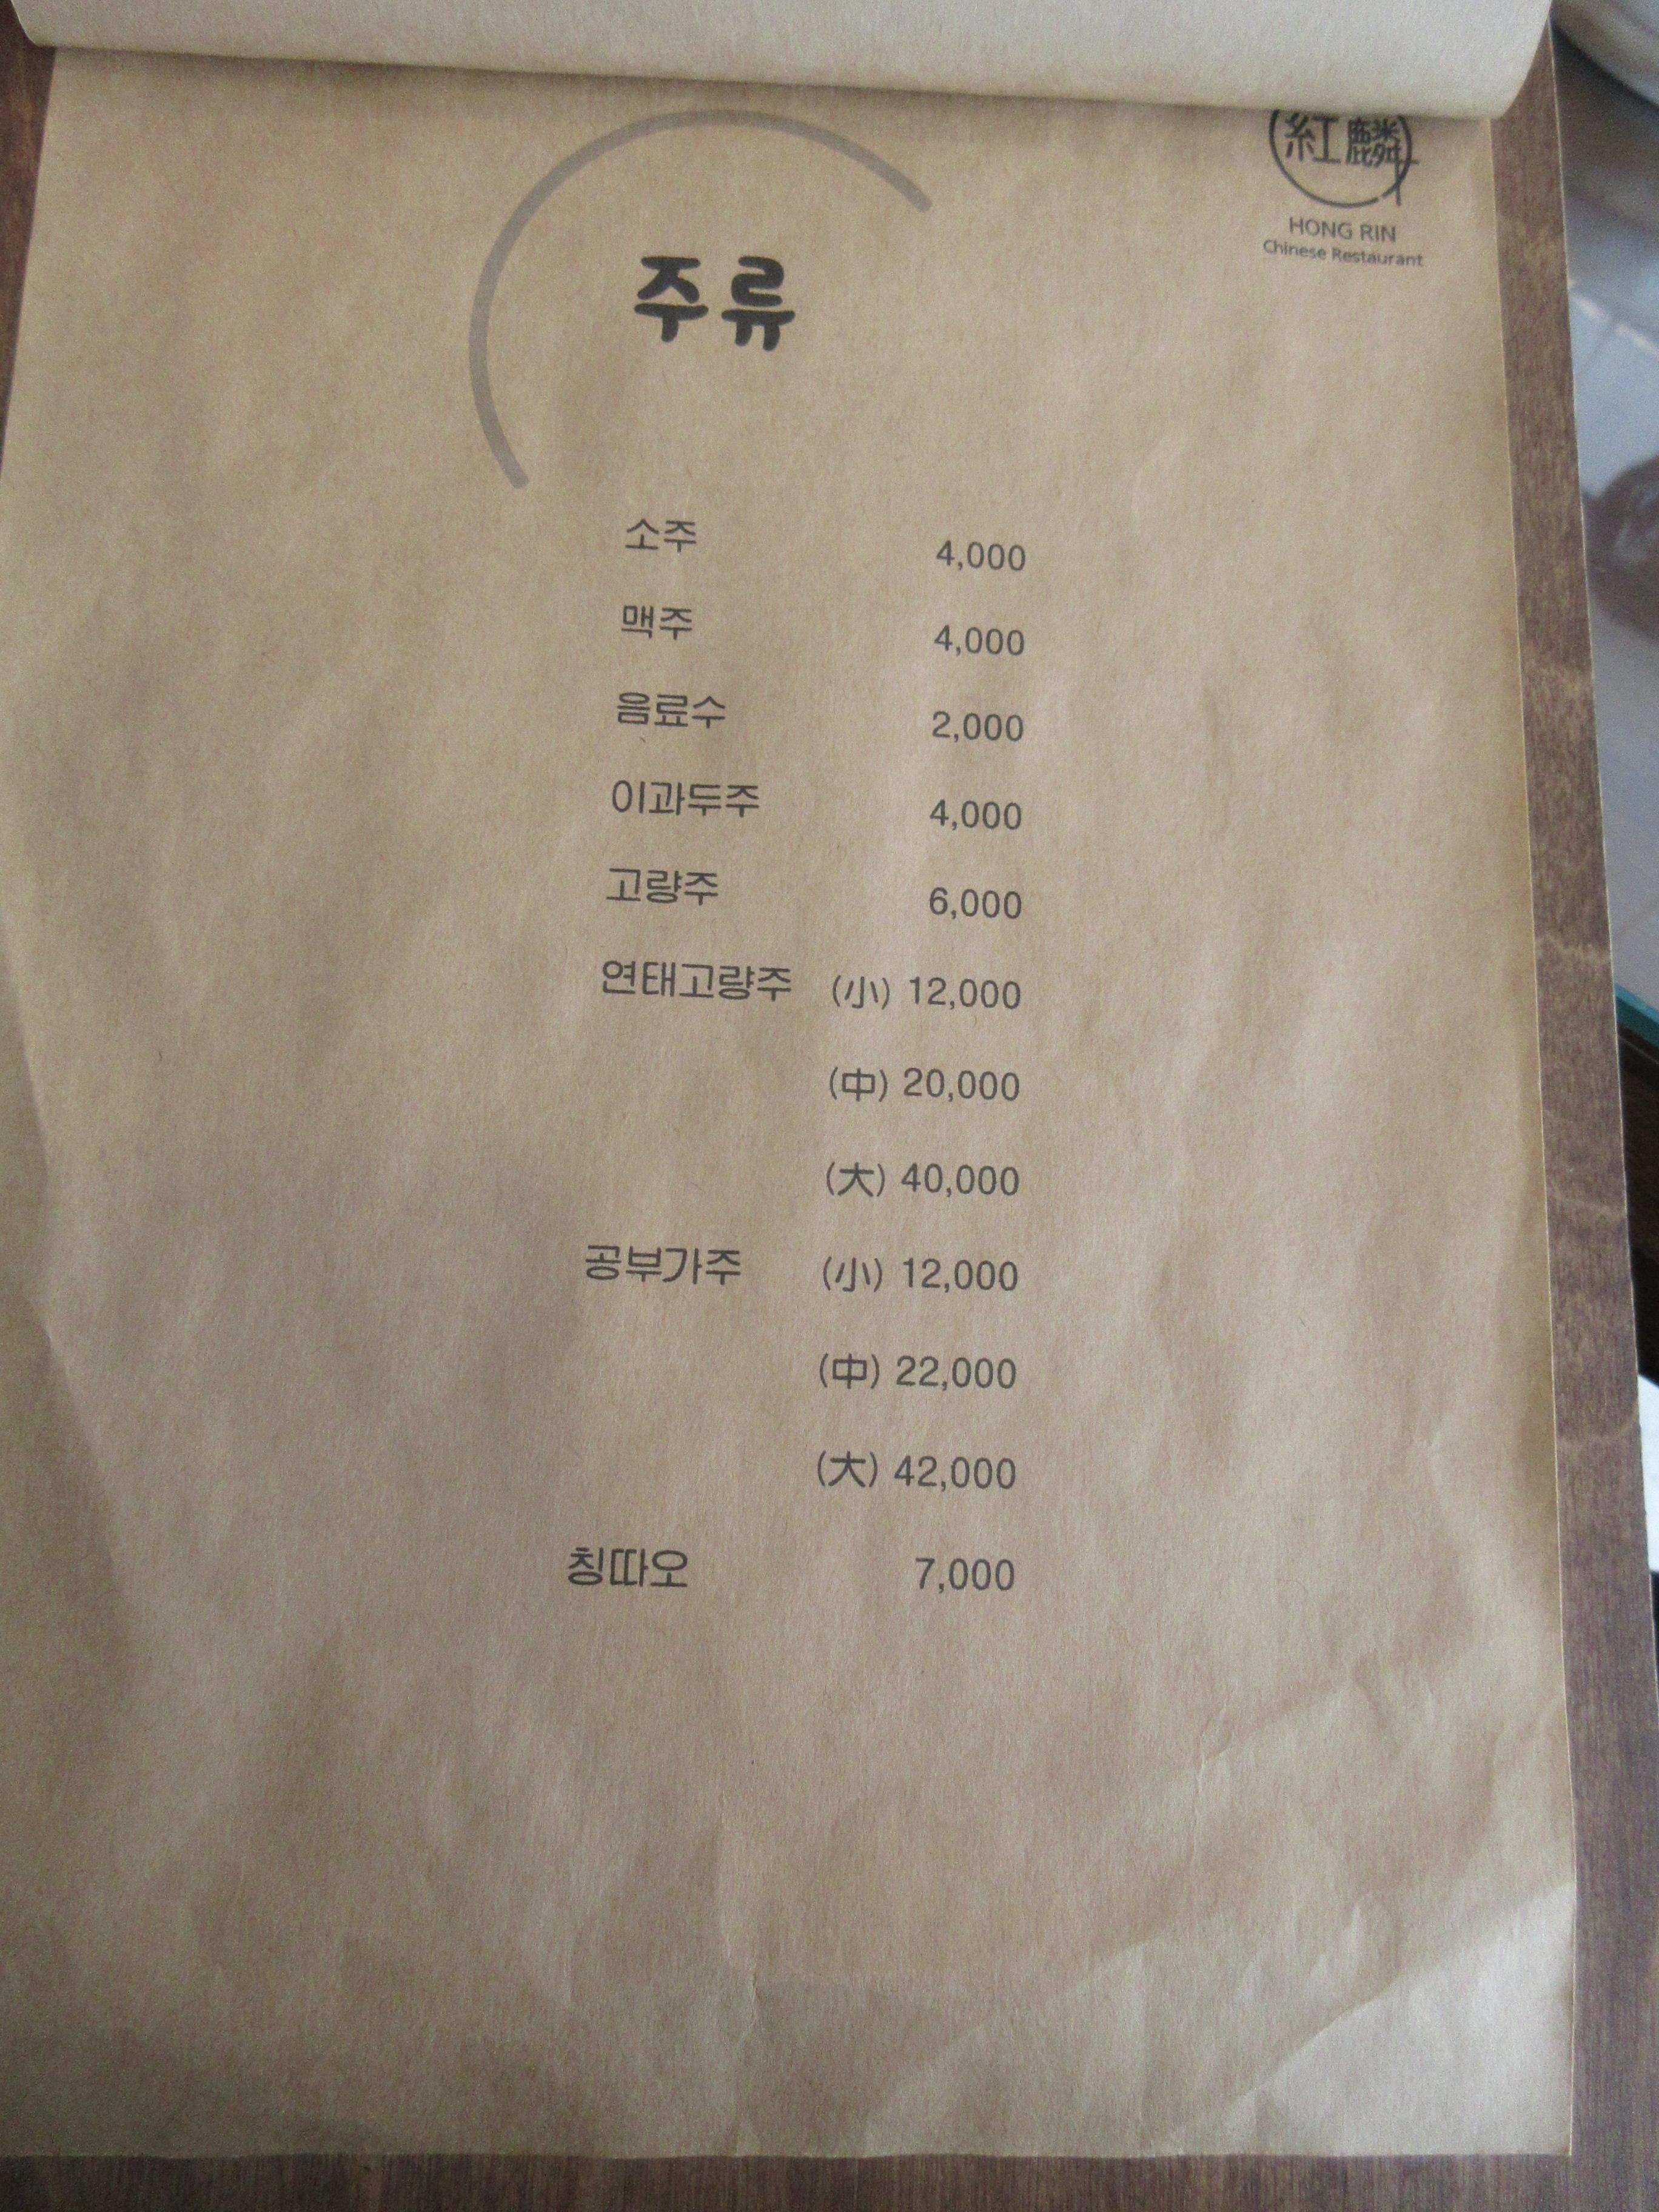 紅麟
HONG RIN
Chinese Restaurant
주류
소주 4,000
맥주 4,000
음료수 2,000
이과두주 4,000
고량주 6,000
연태고량주 (小) 12,000
(中) 20,000
(大) 40,000
공부가주 (小) 12,000
(中) 22,000
(大) 42,000
칭따오 7,000